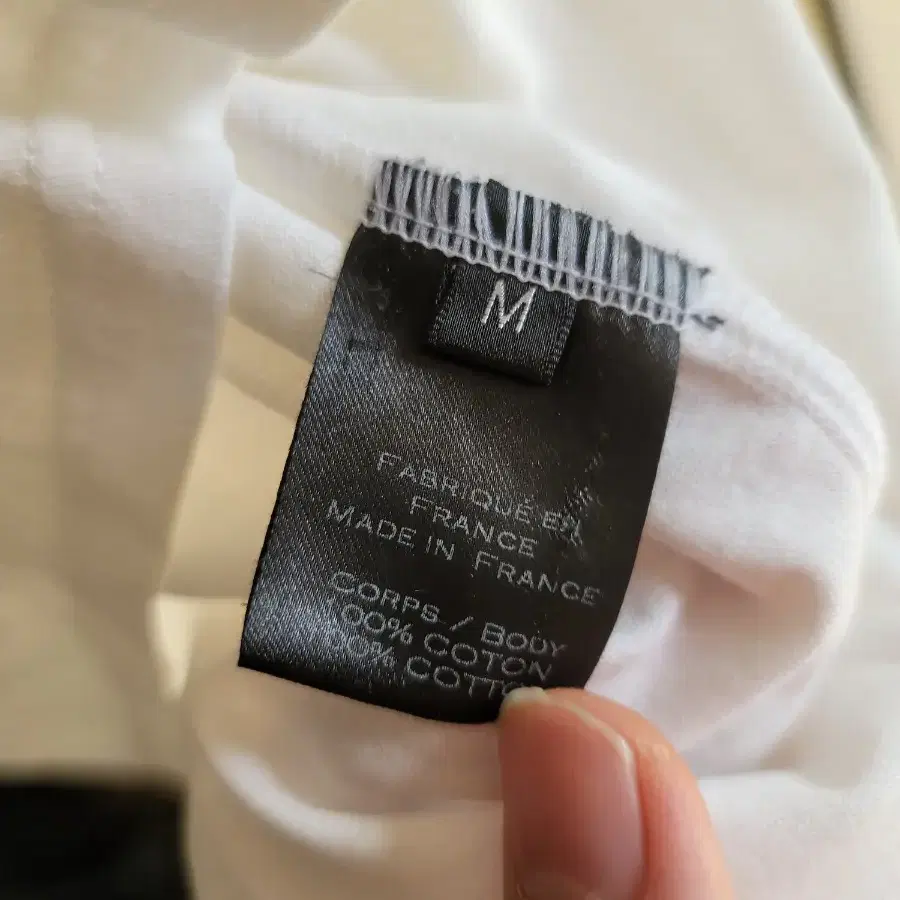 M
FABRIQUÉ EN
FRANCE
MADE IN FRANCE
CORPS / BODY
100% COTON
100% COTTON